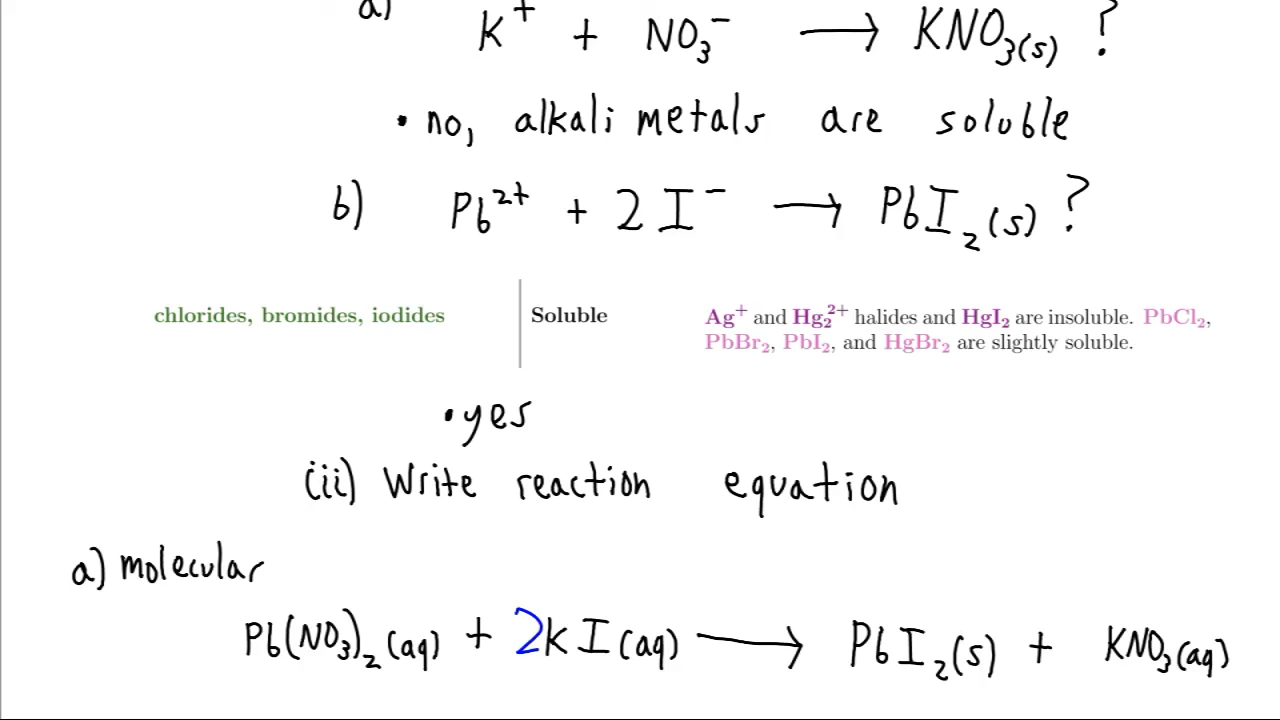 a) K⁺ + NO₃⁻ ⟶ KNO₃(s) ?
• no, alkali metals are soluble
b) Pb²⁺ + 2 I⁻ ⟶ PbI₂(s) ?
chlorides, bromides, iodides | Soluble Ag⁺ and Hg₂²⁺ halides and HgI₂ are insoluble. PbCl₂,
PbBr₂, PbI₂, and HgBr₂ are slightly soluble.
• yes
(ii) Write reaction equation
a) molecular
Pb(NO₃)₂(aq) + 2KI(aq) ⟶ PbI₂(s) + KNO₃(aq)